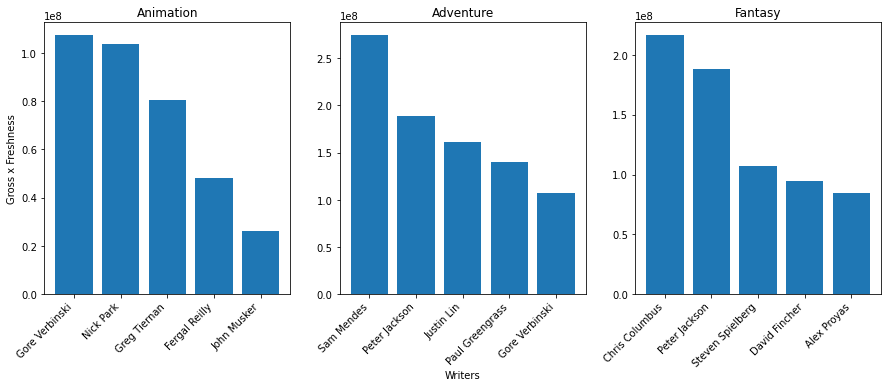 Animation
1e8
1.0
0.8
0.6
0.4
0.2
0.0
Gross x Freshness
Gore Verbinski
Nick Park
Greg Tiernan
Fergal Reilly
John Musker
Adventure
1e8
2.5
2.0
1.5
1.0
0.5
0.0
Sam Mendes
Peter Jackson
Justin Lin
Paul Greengrass
Gore Verbinski
Writers
Fantasy
1e8
2.0
1.5
1.0
0.5
0.0
Chris Columbus
Peter Jackson
Steven Spielberg
David Fincher
Alex Proyas